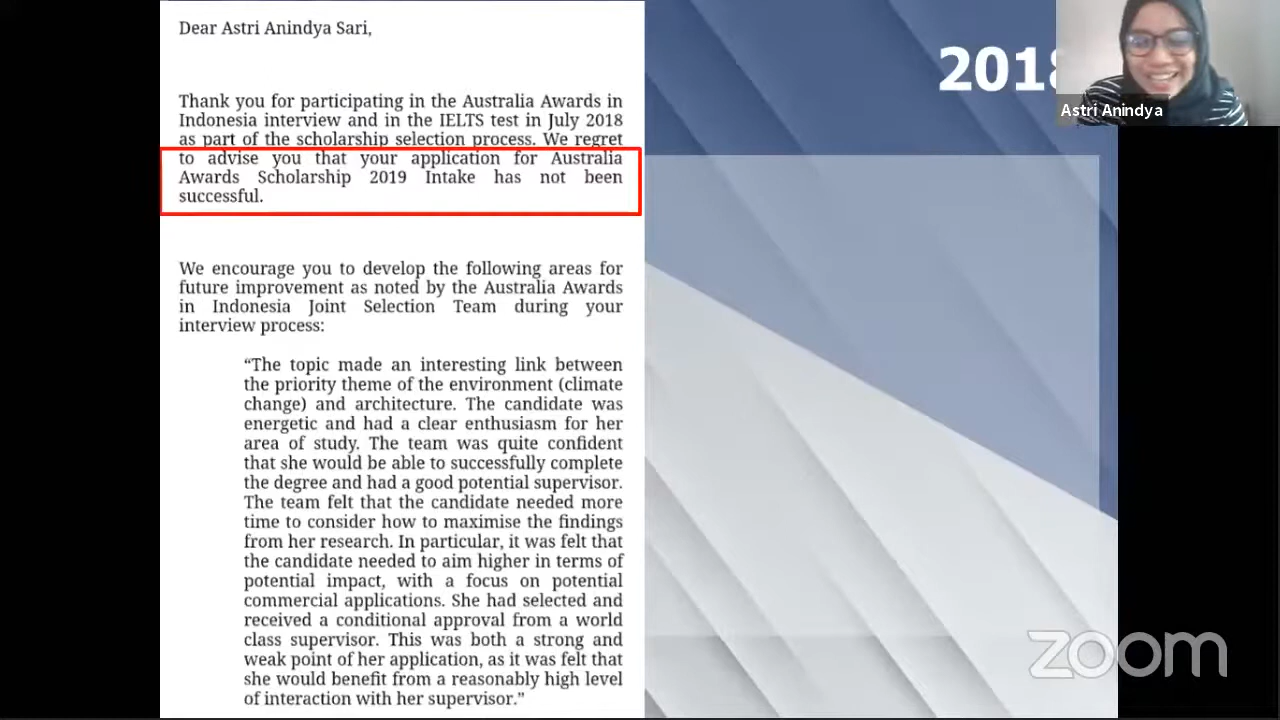 Dear Astri Anindya Sari,
Thank you for participating in the Australia Awards in
Indonesia interview and in the IELTS test in July 2018
as part of the scholarship selection process. We regret
to advise you that your application for Australia
Awards Scholarship 2019 Intake has not been
successful.
We encourage you to develop the following areas for
future improvement as noted by the Australia Awards
in Indonesia Joint Selection Team during your
interview process:
“The topic made an interesting link between
the priority theme of the environment (climate
change) and architecture. The candidate was
energetic and had a clear enthusiasm for her
area of study. The team was quite confident
that she would be able to successfully complete
the degree and had a good potential supervisor.
The team felt that the candidate needed more
time to consider how to maximise the findings
from her research. In particular, it was felt that
the candidate needed to aim higher in terms of
potential impact, with a focus on potential
commercial applications. She had selected and
received a conditional approval from a world
class supervisor. This was both a strong and
weak point of her application, as it was felt that
she would benefit from a reasonably high level
of interaction with her supervisor.”
2018
Astri Anindya
zoom